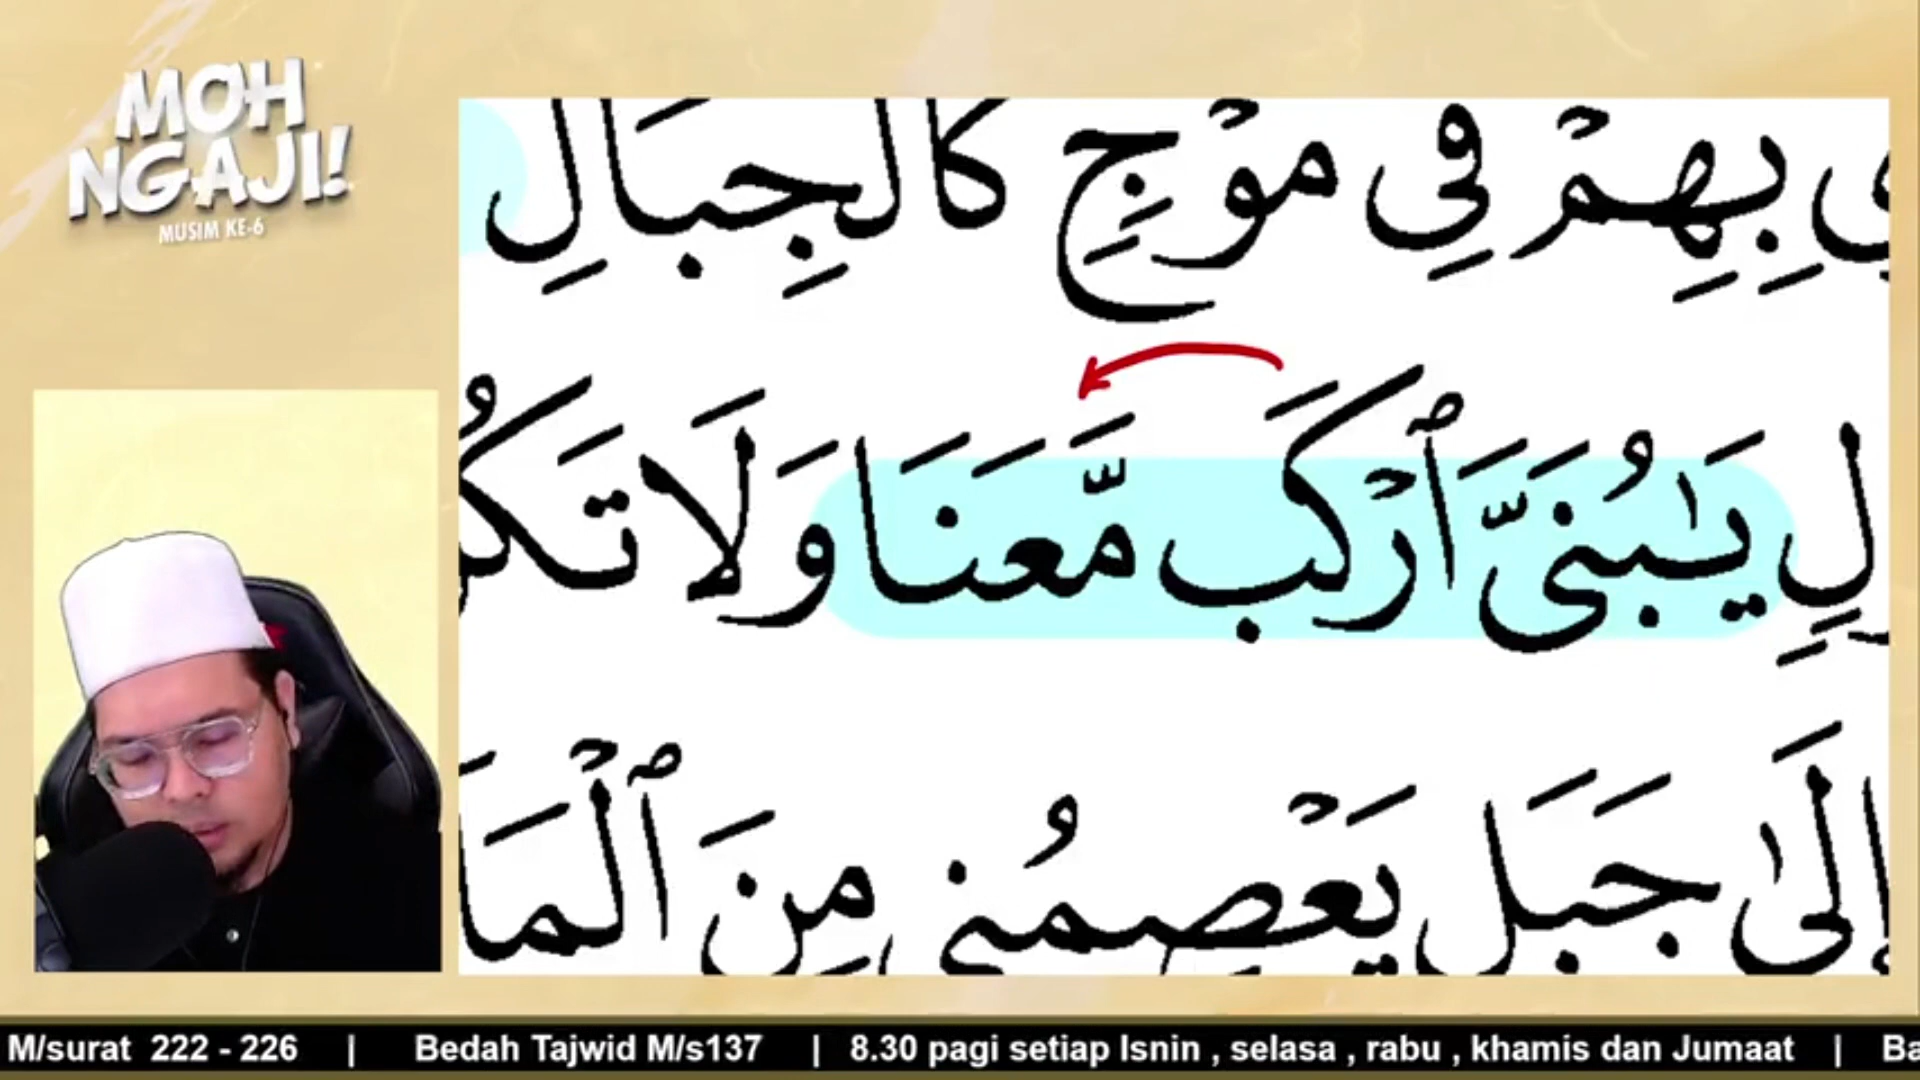 MOH
NGAJI!
MUSIM KE-6
بِهِمْ فِى مَوْجٍ كَالْجِبَالِ
يَٰبُنَىَّ ٱرْكَب مَّعَنَا وَلَا
إِلَىٰ جَبَلٍ يَعْصِمُنِى مِنَ
M/surat 222 - 226 | Bedah Tajwid M/s137 | 8.30 pagi setiap Isnin , selasa , rabu , khamis dan Jumaat |